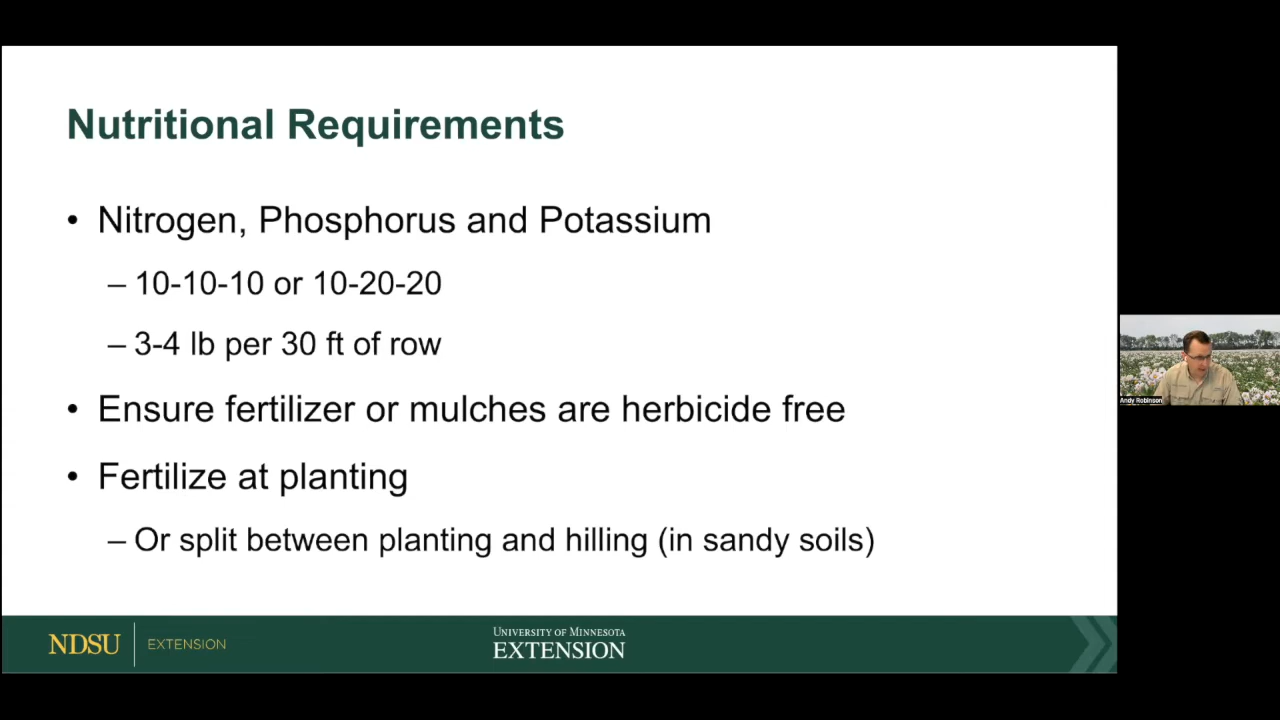 Nutritional Requirements
• Nitrogen, Phosphorus and Potassium
– 10-10-10 or 10-20-20
– 3-4 lb per 30 ft of row
• Ensure fertilizer or mulches are herbicide free
• Fertilize at planting
– Or split between planting and hilling (in sandy soils)
Andy Robinson
NDSU EXTENSION
UNIVERSITY OF MINNESOTA
EXTENSION